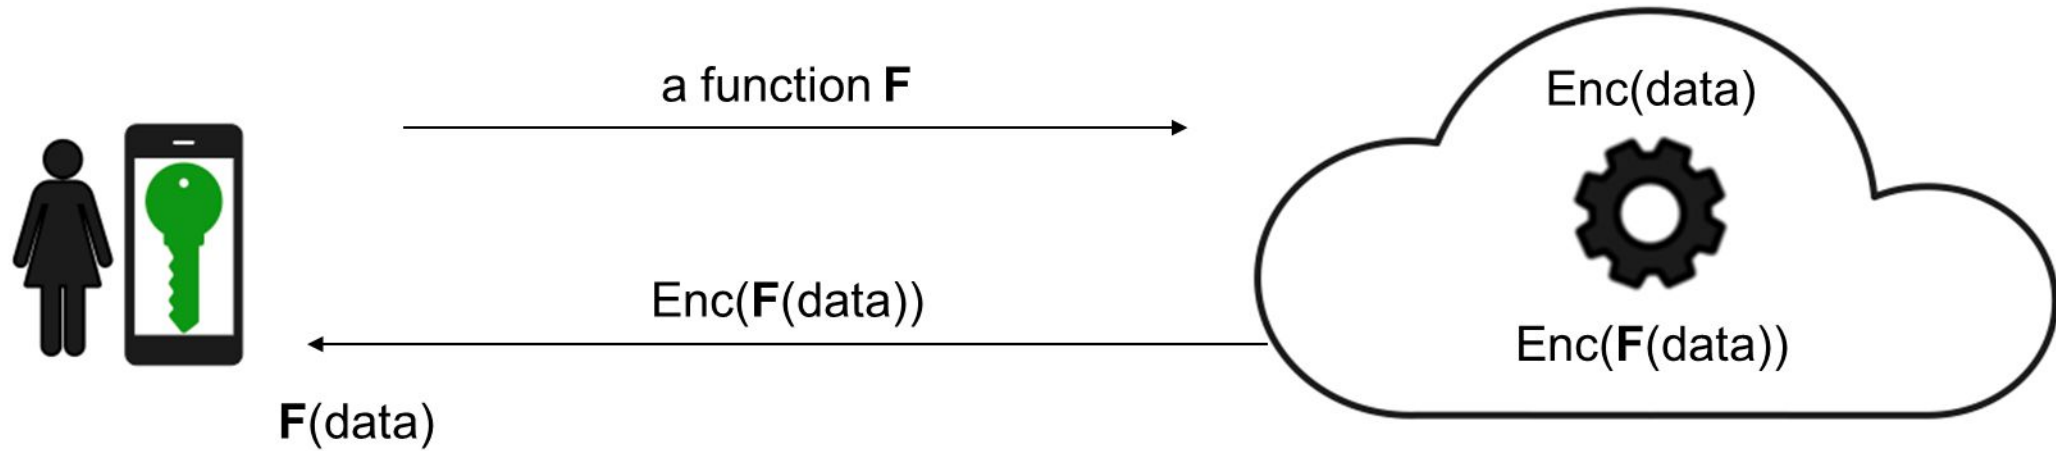 a function F
Enc(data)
Enc(F(data))
Enc(F(data))
F(data)